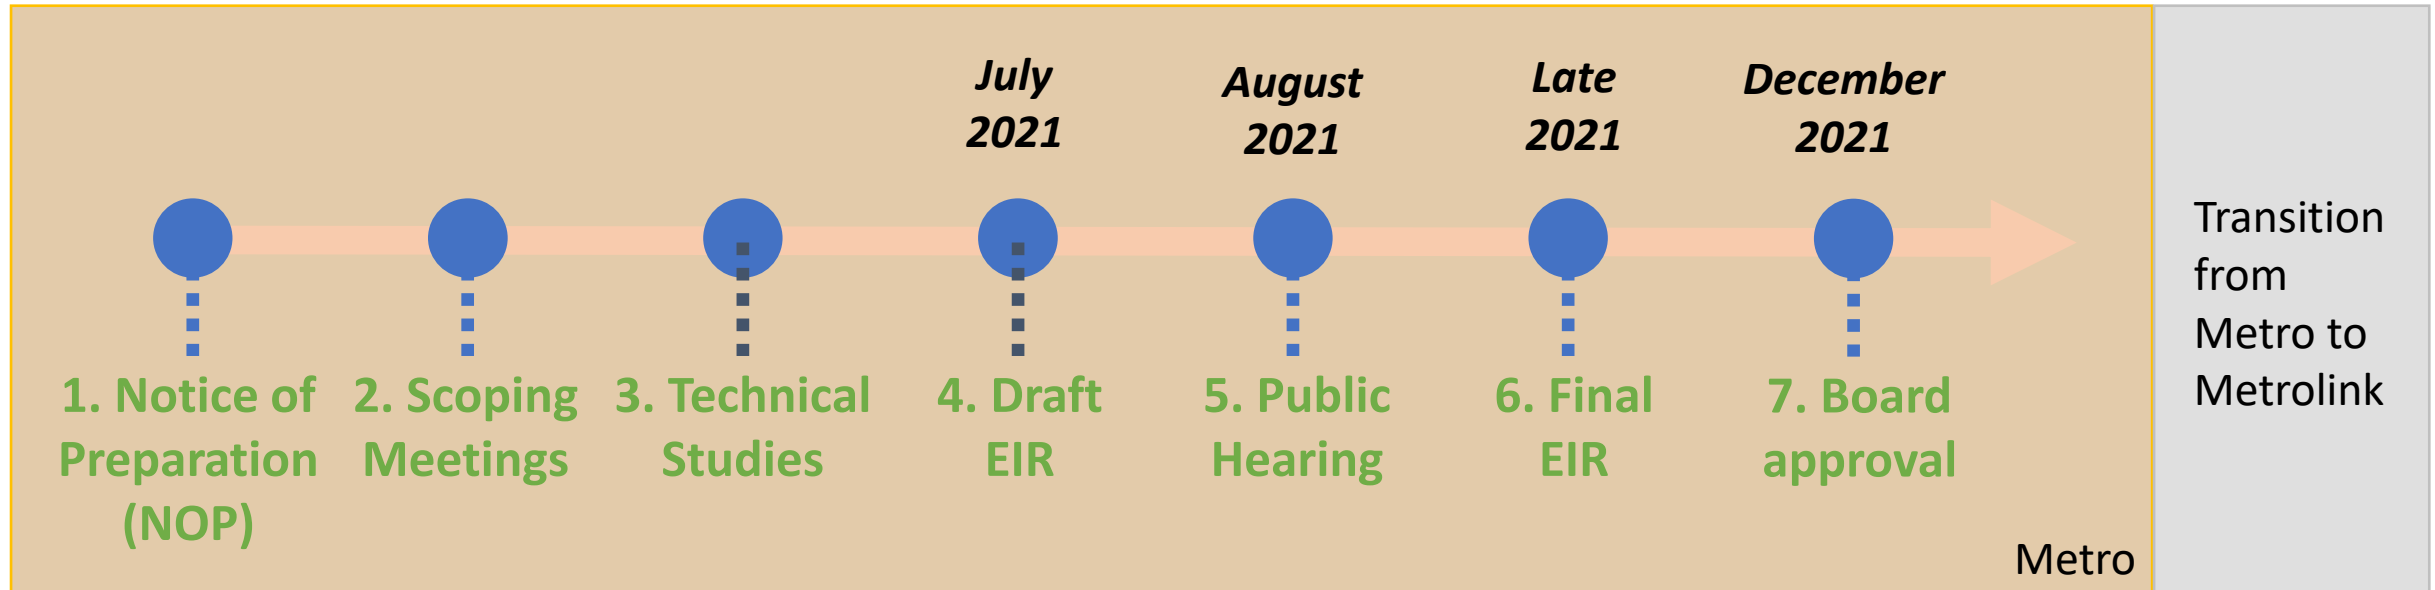 July
2021
August
2021
Late
2021
December
2021
1. Notice of
Preparation
(NOP)
2. Scoping
Meetings
3. Technical
Studies
4. Draft
EIR
5. Public
Hearing
6. Final
EIR
7. Board
approval
Metro
Transition
from
Metro to
Metrolink